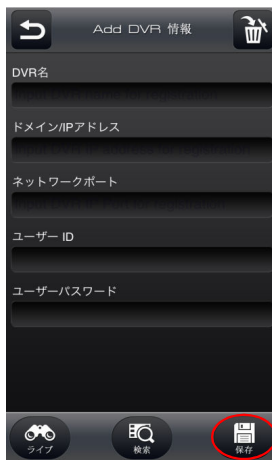 Add DVR 情報
DVR名
ドメイン/IPアドレス
ネットワークポート
ユーザー ID
ユーザーパスワード
ライブ
検索
保存